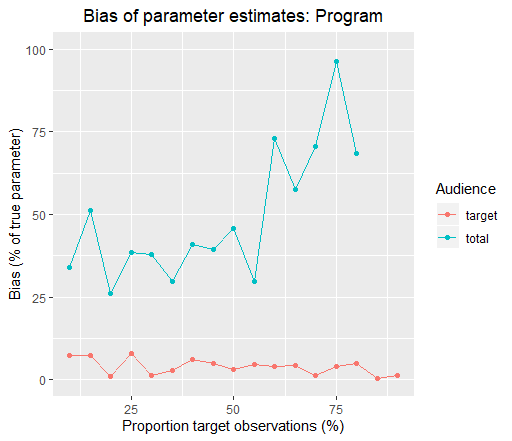 Bias of parameter estimates: Program
100
75
50
25
0
Bias (% of true parameter)
25 50 75
Proportion target observations (%)
Audience
target
total